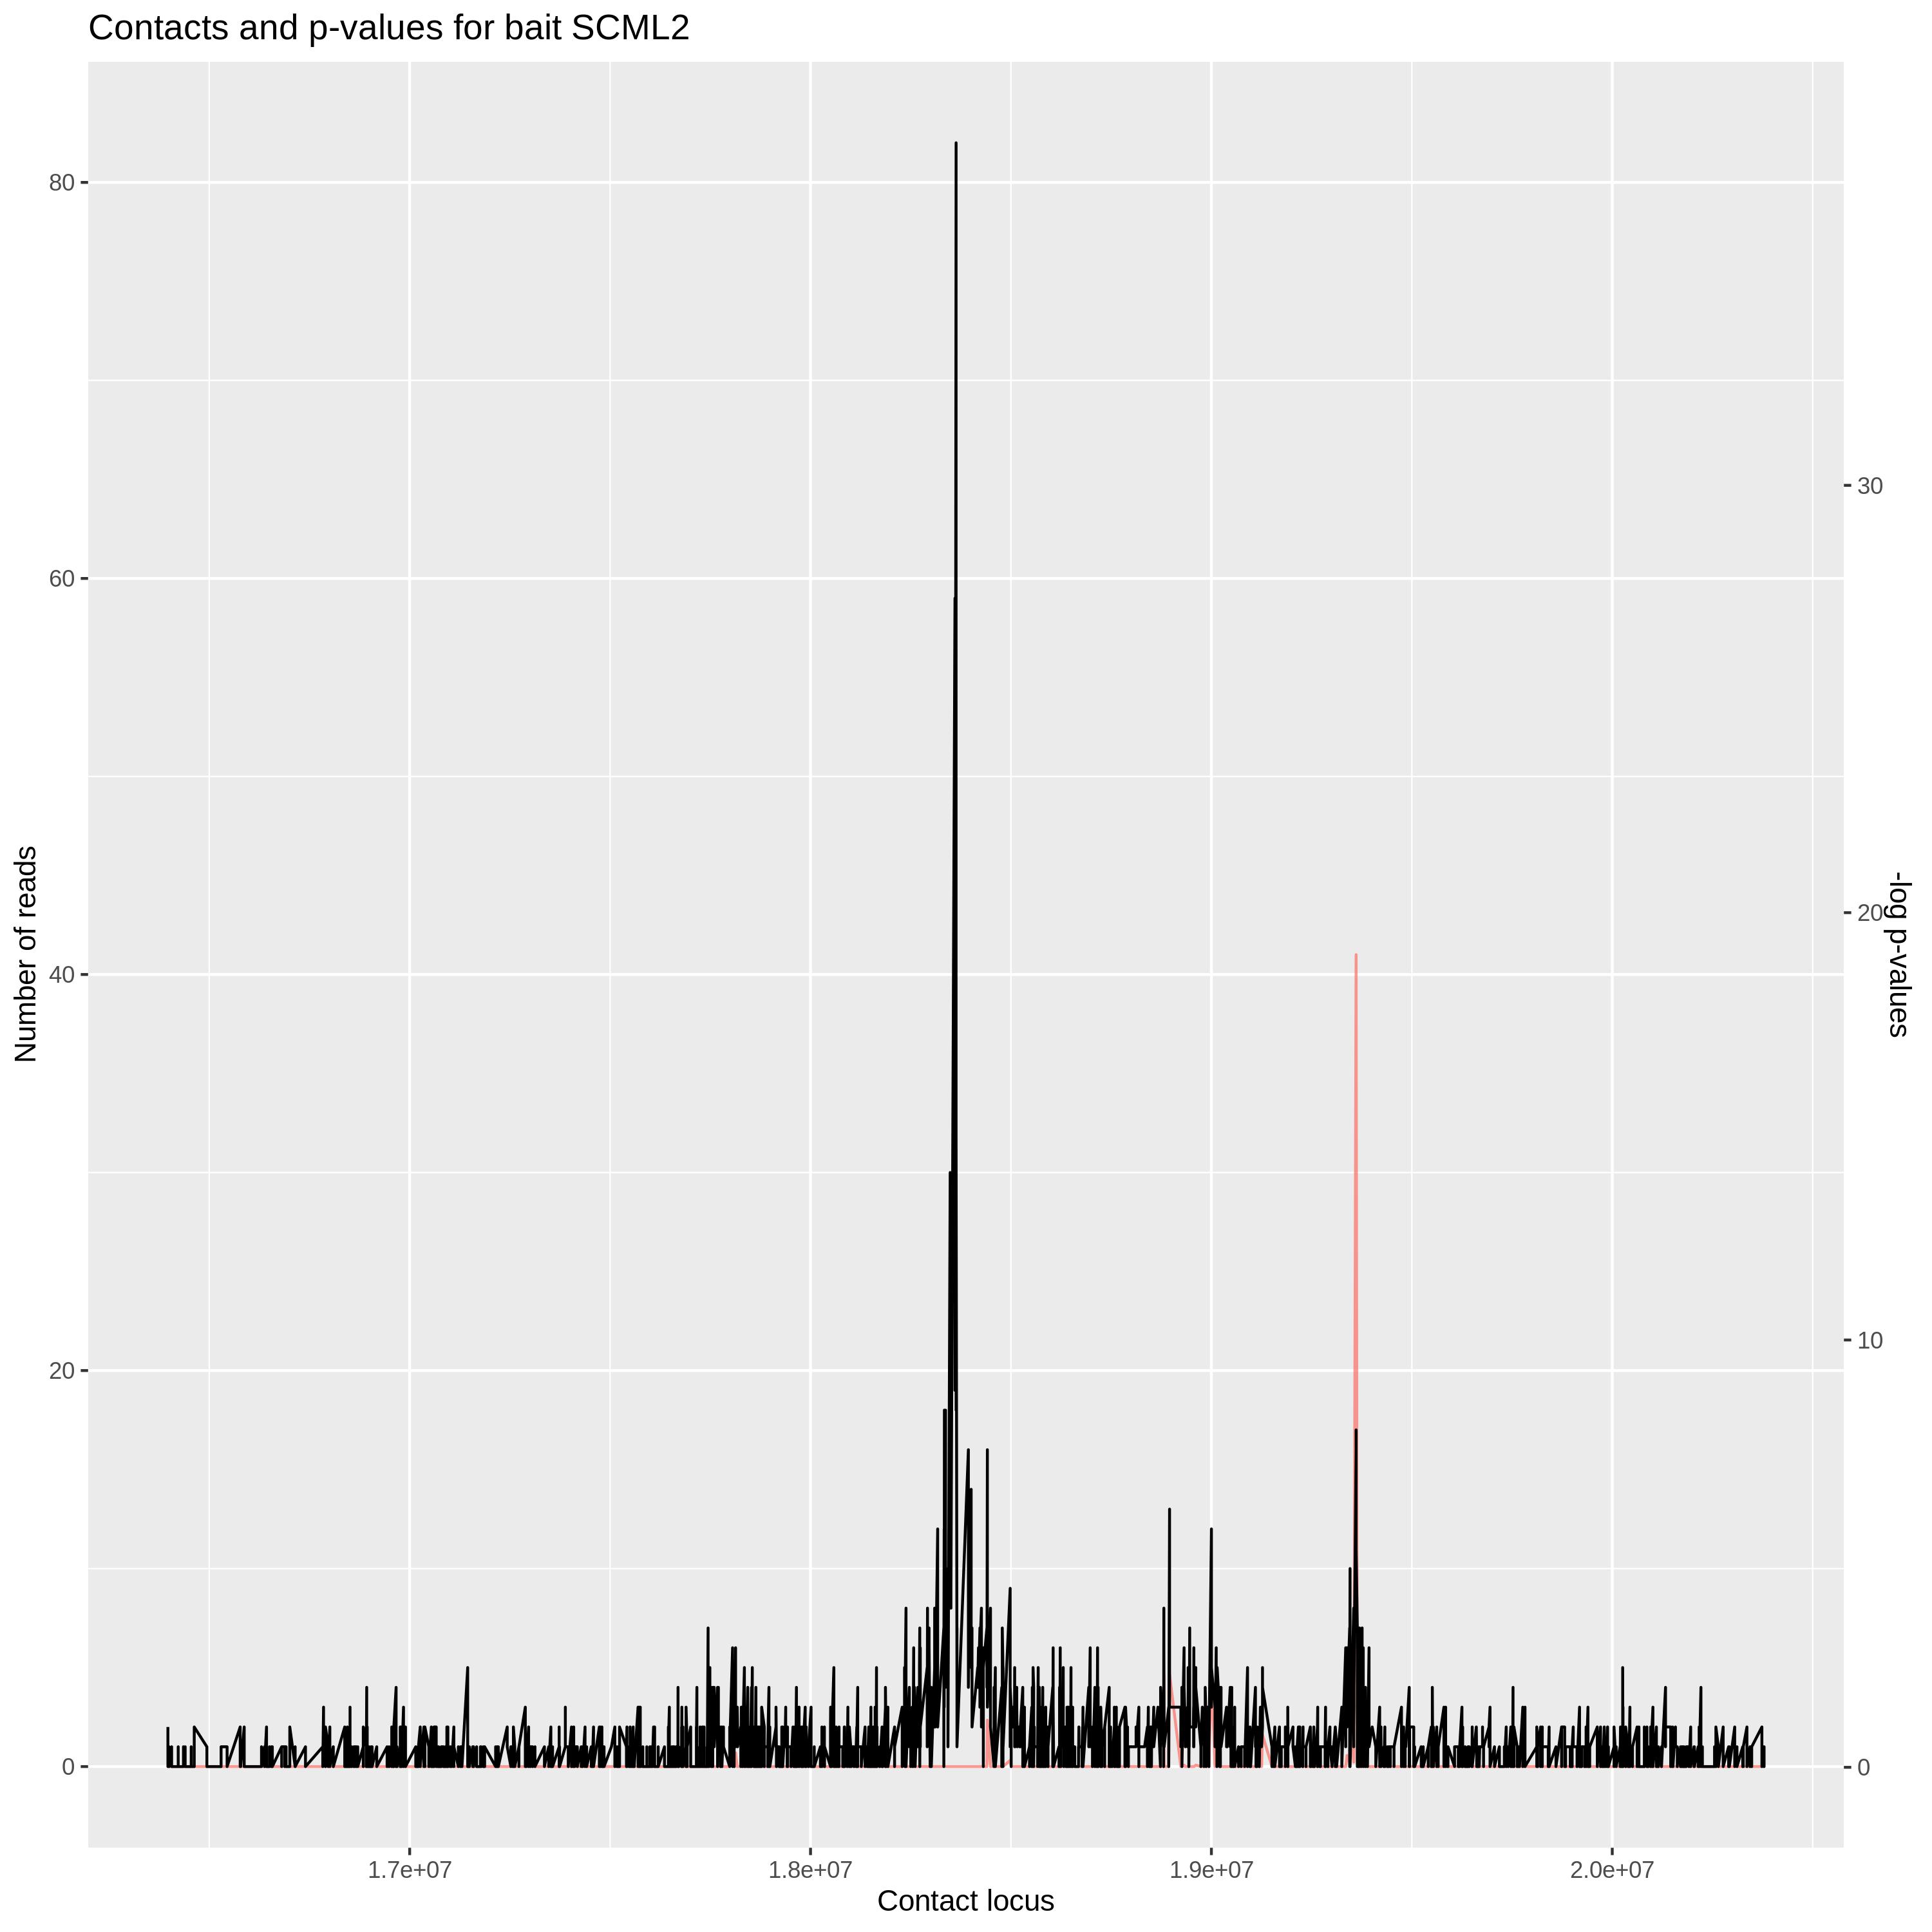 Contacts and p-values for bait SCML2
80
60
40
20
0
Number of reads
30
20
10
0
-log p-values
1.7e+07
1.8e+07
1.9e+07
2.0e+07
Contact locus